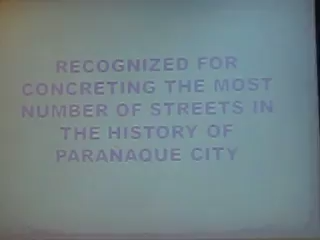 RECOGNIZED FOR
CONCRETING THE MOST
NUMBER OF STREETS IN
THE HISTORY OF
PARANAQUE CITY